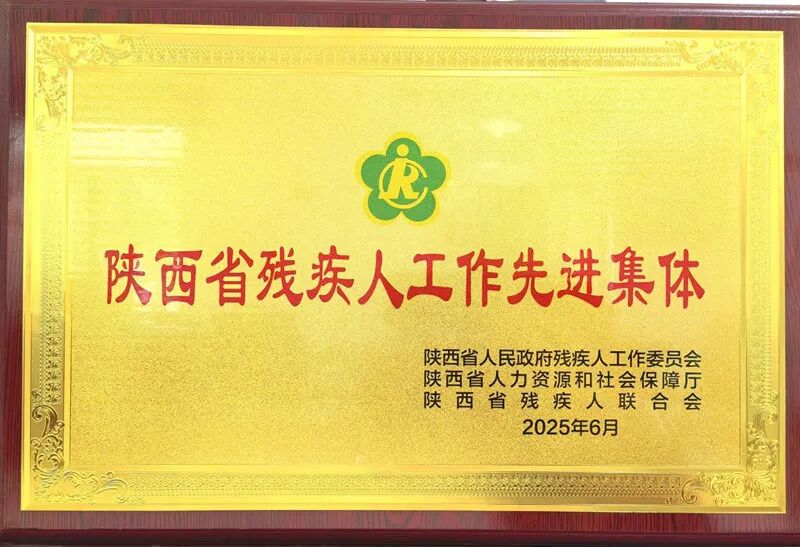 陕西省残疾人工作先进集体
陕西省人民政府残疾人工作委员会
陕西省人力资源和社会保障厅
陕西省残疾人联合会
2025年6月